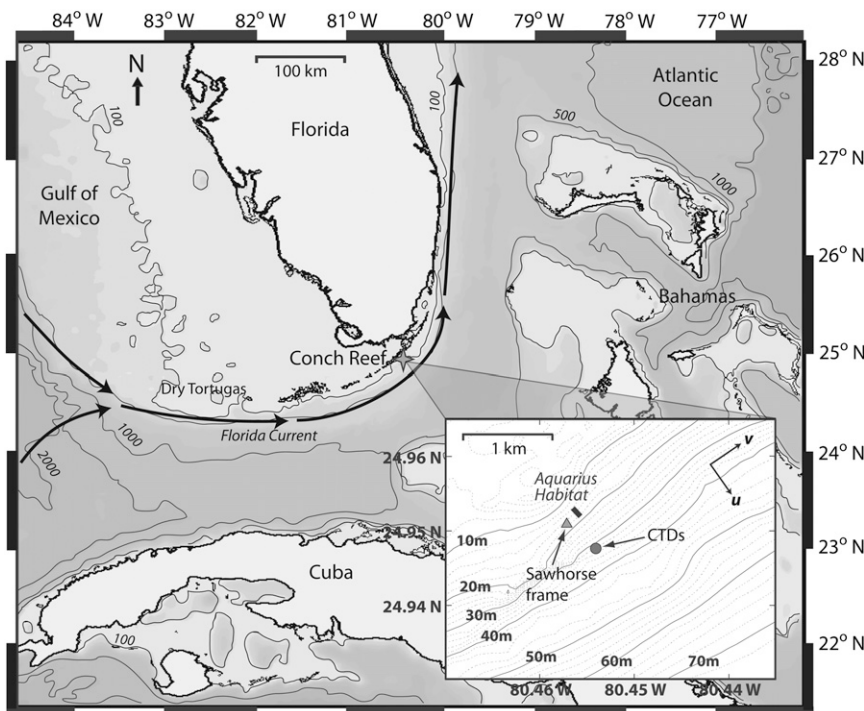 84° W
83° W
82° W
81° W
80° W
79° W
78° W
77° W
28° N
27° N
26° N
25° N
24° N
23° N
22° N
N
100 km
100
100
500
1000
Atlantic
Ocean
Florida
Gulf of
Mexico
Bahamas
Conch Reef
Dry Tortugas
Florida Current
1000
2000
Cuba
100
24.96 N
24.95 N
24.94 N
1 km
v
u
Aquarius
Habitat
CTDs
Sawhorse
frame
10m
20m
30m
40m
50m
60m
70m
80.46 W
80.45 W
80.44 W